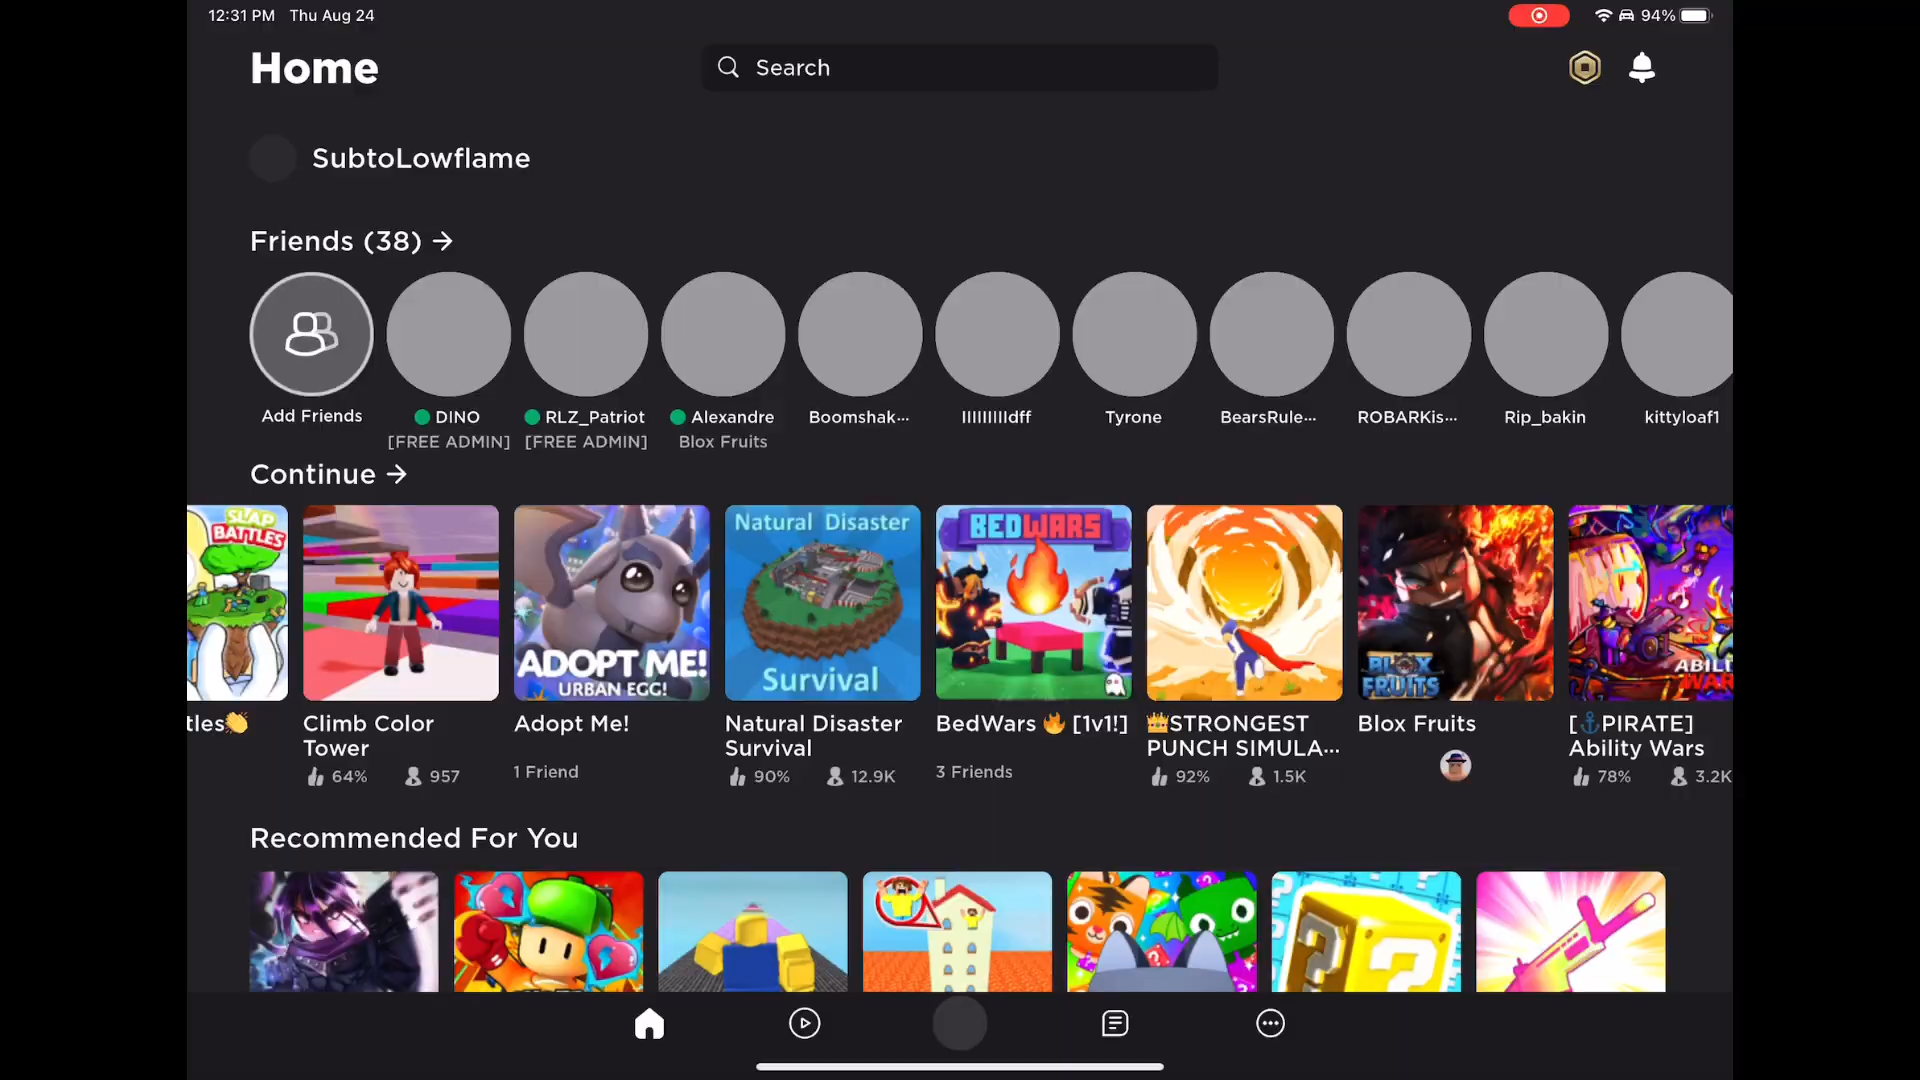 12:31 PM Thu Aug 24
94%
Home
Search
SubtoLowflame
Friends (38) →
Add Friends
DINO
[FREE ADMIN]
RLZ_Patriot
[FREE ADMIN]
Alexandre
Blox Fruits
Boomshak...
IIIIIIIIIdff
Tyrone
BearsRule...
ROBARKis...
Rip_bakin
kittyloaf1
Continue →
SLAP
BATTLES
ADOPT ME!
URBAN EGG!
Natural Disaster
Survival
BEDWARS
BLOX
FRUITS
ABILI
WAR
tles👏
Climb Color
Tower
64% 957
Adopt Me!
1 Friend
Natural Disaster
Survival
90% 12.9K
BedWars 🔥 [1v1!]
3 Friends
👑STRONGEST
PUNCH SIMULA...
92% 1.5K
Blox Fruits
[⚓PIRATE]
Ability Wars
78% 3.2K
Recommended For You